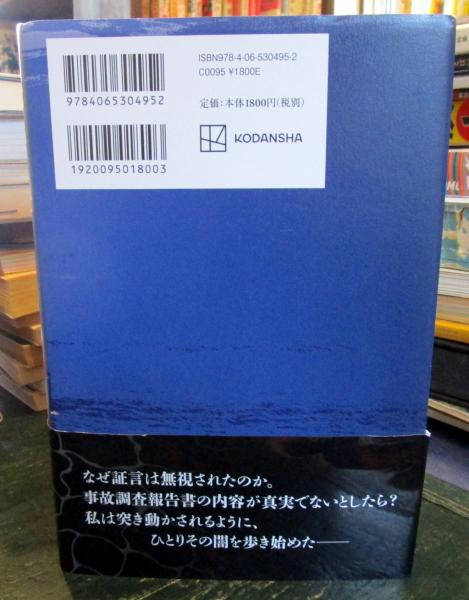 ISBN978-4-06-530495-2
C0095 ¥1800E
定価：本体1800円(税別)
KODANSHA
9784065304952
1920095018003
なぜ証言は無視されたのか。
事故調査報告書の内容が真実でないとしたら？
私は突き動かされるように、
ひとりその闇を歩き始めた——